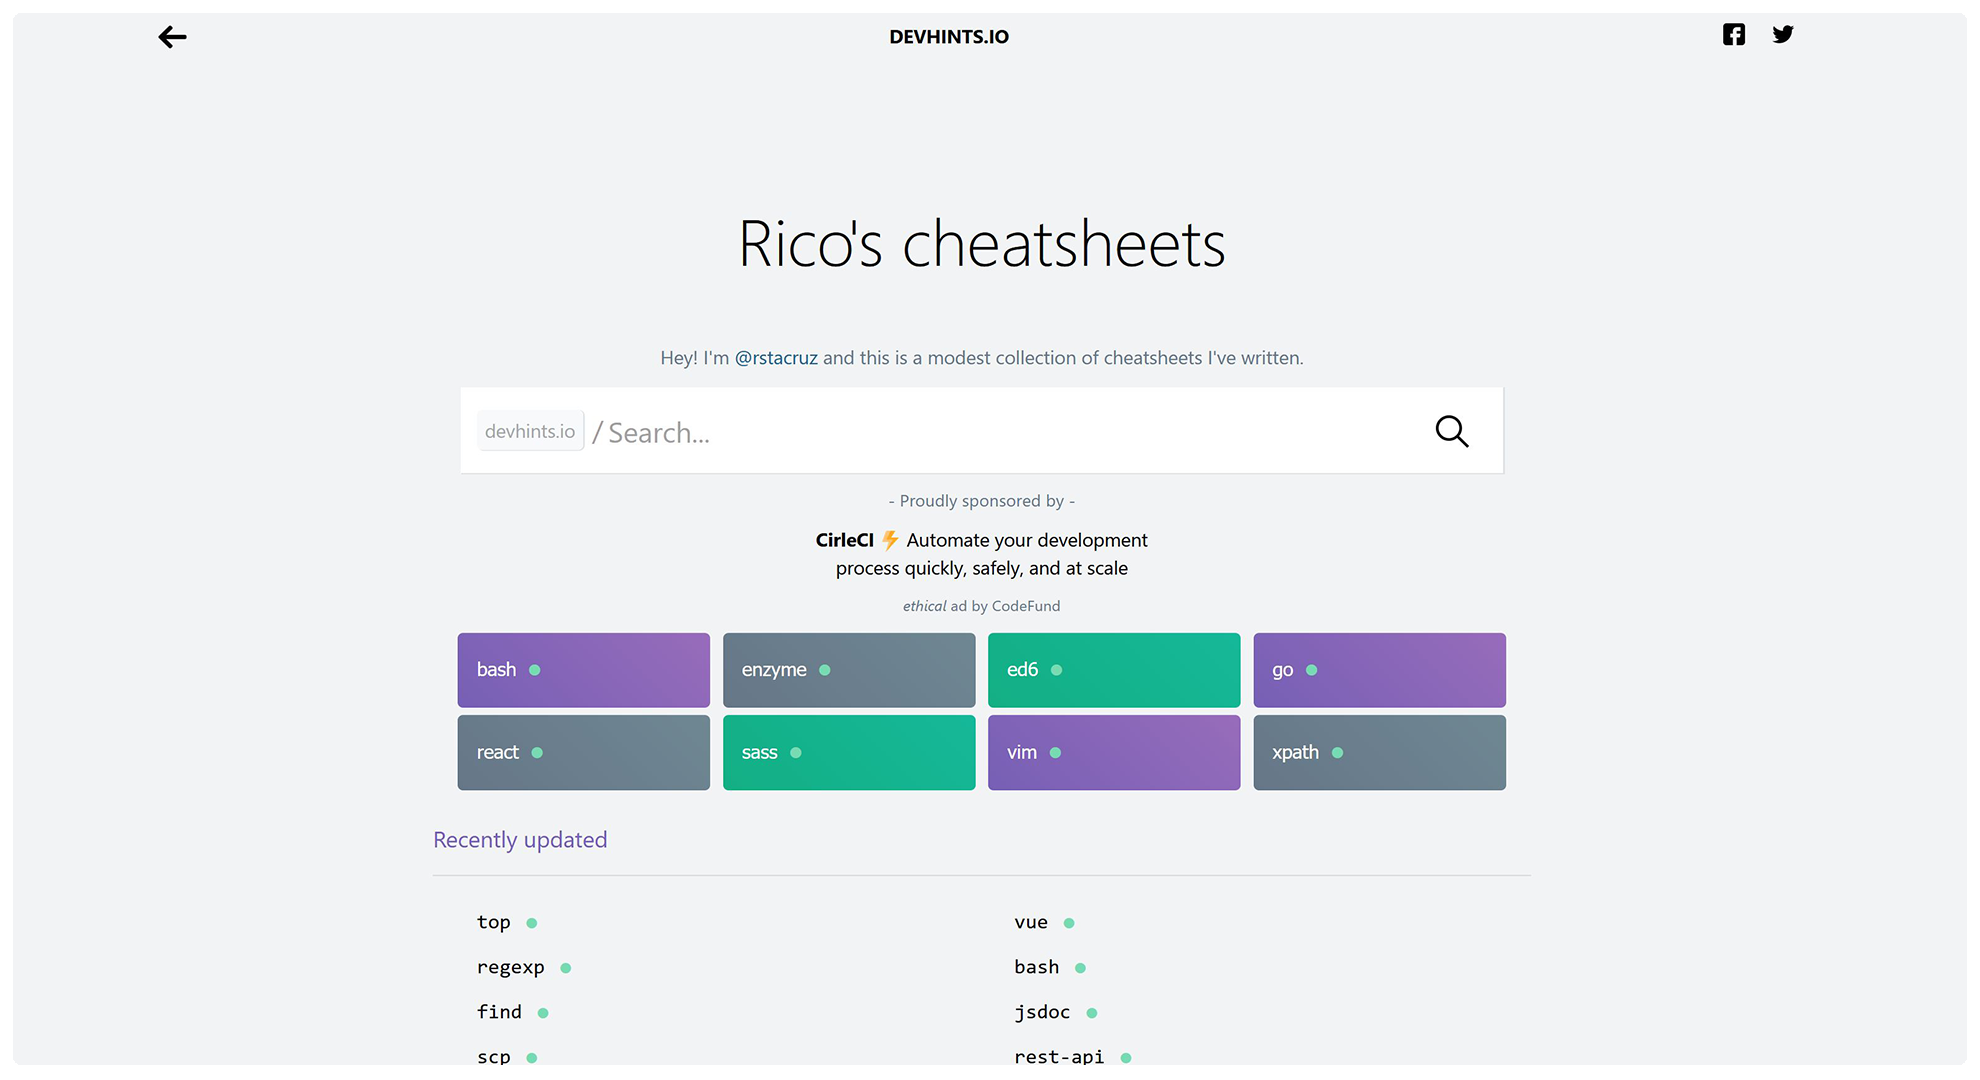 DEVHINTS.IO
Rico's cheatsheets
Hey! I'm @rstacruz and this is a modest collection of cheatsheets I've written.
devhints.io / Search...
- Proudly sponsored by -
CirleCI ⚡ Automate your development
process quickly, safely, and at scale
ethical ad by CodeFund
bash enzyme ed6 go
react sass vim xpath
Recently updated
top vue
regexp bash
find jsdoc
scp rest-api